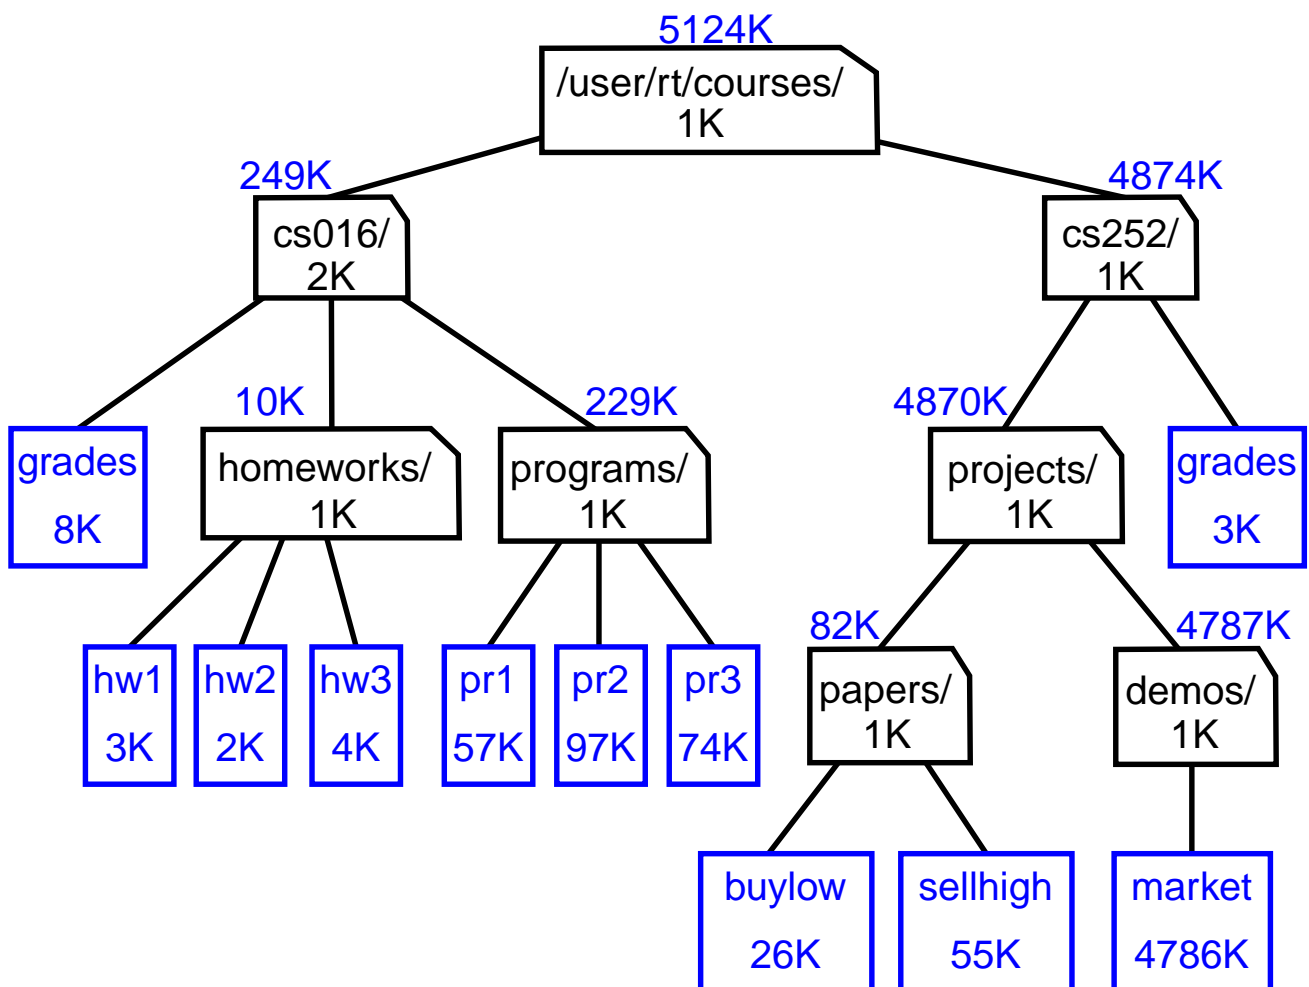 5124K
/user/rt/courses/
1K
249K
4874K
cs016/
2K
cs252/
1K
10K
229K
4870K
grades
8K
homeworks/
1K
programs/
1K
projects/
1K
grades
3K
82K
4787K
hw1
3K
hw2
2K
hw3
4K
pr1
57K
pr2
97K
pr3
74K
papers/
1K
demos/
1K
buylow
26K
sellhigh
55K
market
4786K